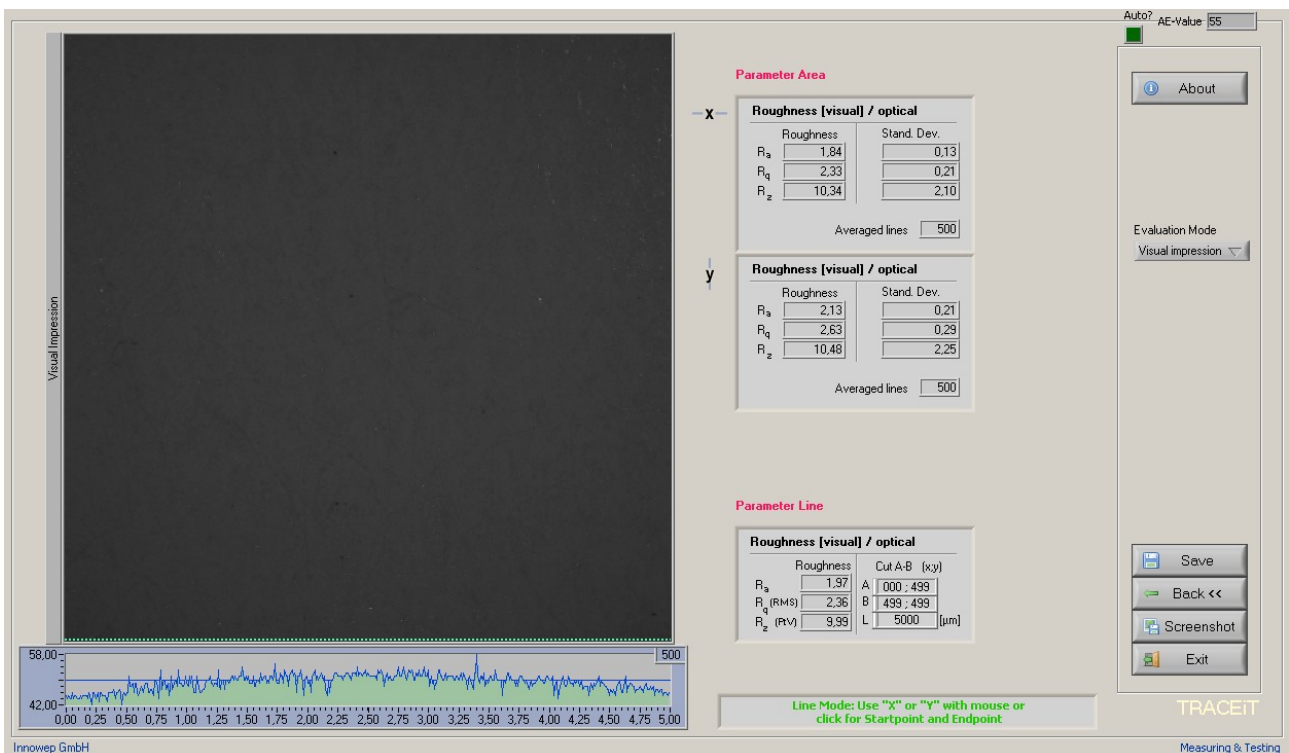 Auto? AE-Value 55
Parameter Area
About
x
Roughness [visual] / optical
Roughness Stand. Dev.
Ra 1,84 0,13
Rq 2,33 0,21
Rz 10,34 2,10
Averaged lines 500
Evaluation Mode
Visual impression
y
Roughness [visual] / optical
Roughness Stand. Dev.
Ra 2,13 0,21
Rq 2,63 0,29
Rz 10,48 2,25
Averaged lines 500
Visual Impression
Parameter Line
Roughness [visual] / optical
Roughness Cut A-B (x;y)
Ra 1,97 A 000 ; 499
Rq (RMS) 2,36 B 499 ; 499
Rz (PtV) 9,99 L 5000 [µm]
Save
Back <<
Screenshot
Exit
58,00
500
42,00
0,00 0,25 0,50 0,75 1,00 1,25 1,50 1,75 2,00 2,25 2,50 2,75 3,00 3,25 3,50 3,75 4,00 4,25 4,50 4,75 5,00
Line Mode: Use "X" or "Y" with mouse or
click for Startpoint and Endpoint
TRACEiT
Innowep GmbH
Measuring & Testing